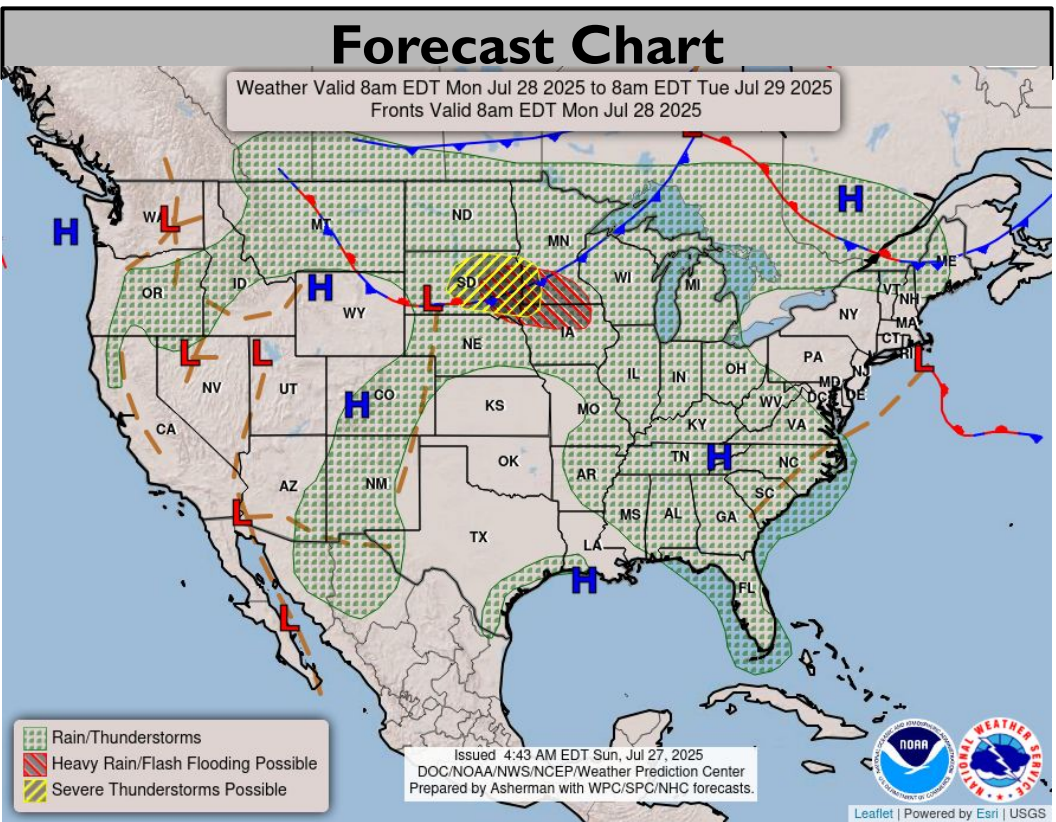 Forecast Chart
Weather Valid 8am EDT Mon Jul 28 2025 to 8am EDT Tue Jul 29 2025
Fronts Valid 8am EDT Mon Jul 28 2025
H
H
L
WA
MT
ND
MN
ME
H
L
SD
WI
MI
VT
NH
OR
ID
WY
L
IA
NY
MA
CT
RI
L
L
L
NV
UT
H
CO
NE
IL
IN
OH
PA
NJ
MD
DC
DE
WV
VA
CA
KS
MO
KY
AZ
NM
OK
AR
TN
H
NC
SC
L
TX
MS
AL
GA
LA
H
FL
L
Rain/Thunderstorms
Heavy Rain/Flash Flooding Possible
Severe Thunderstorms Possible
Issued 4:43 AM EDT Sun, Jul 27, 2025
DOC/NOAA/NWS/NCEP/Weather Prediction Center
Prepared by Asherman with WPC/SPC/NHC forecasts.
NOAA
NATIONAL WEATHER SERVICE
Leaflet | Powered by Esri | USGS